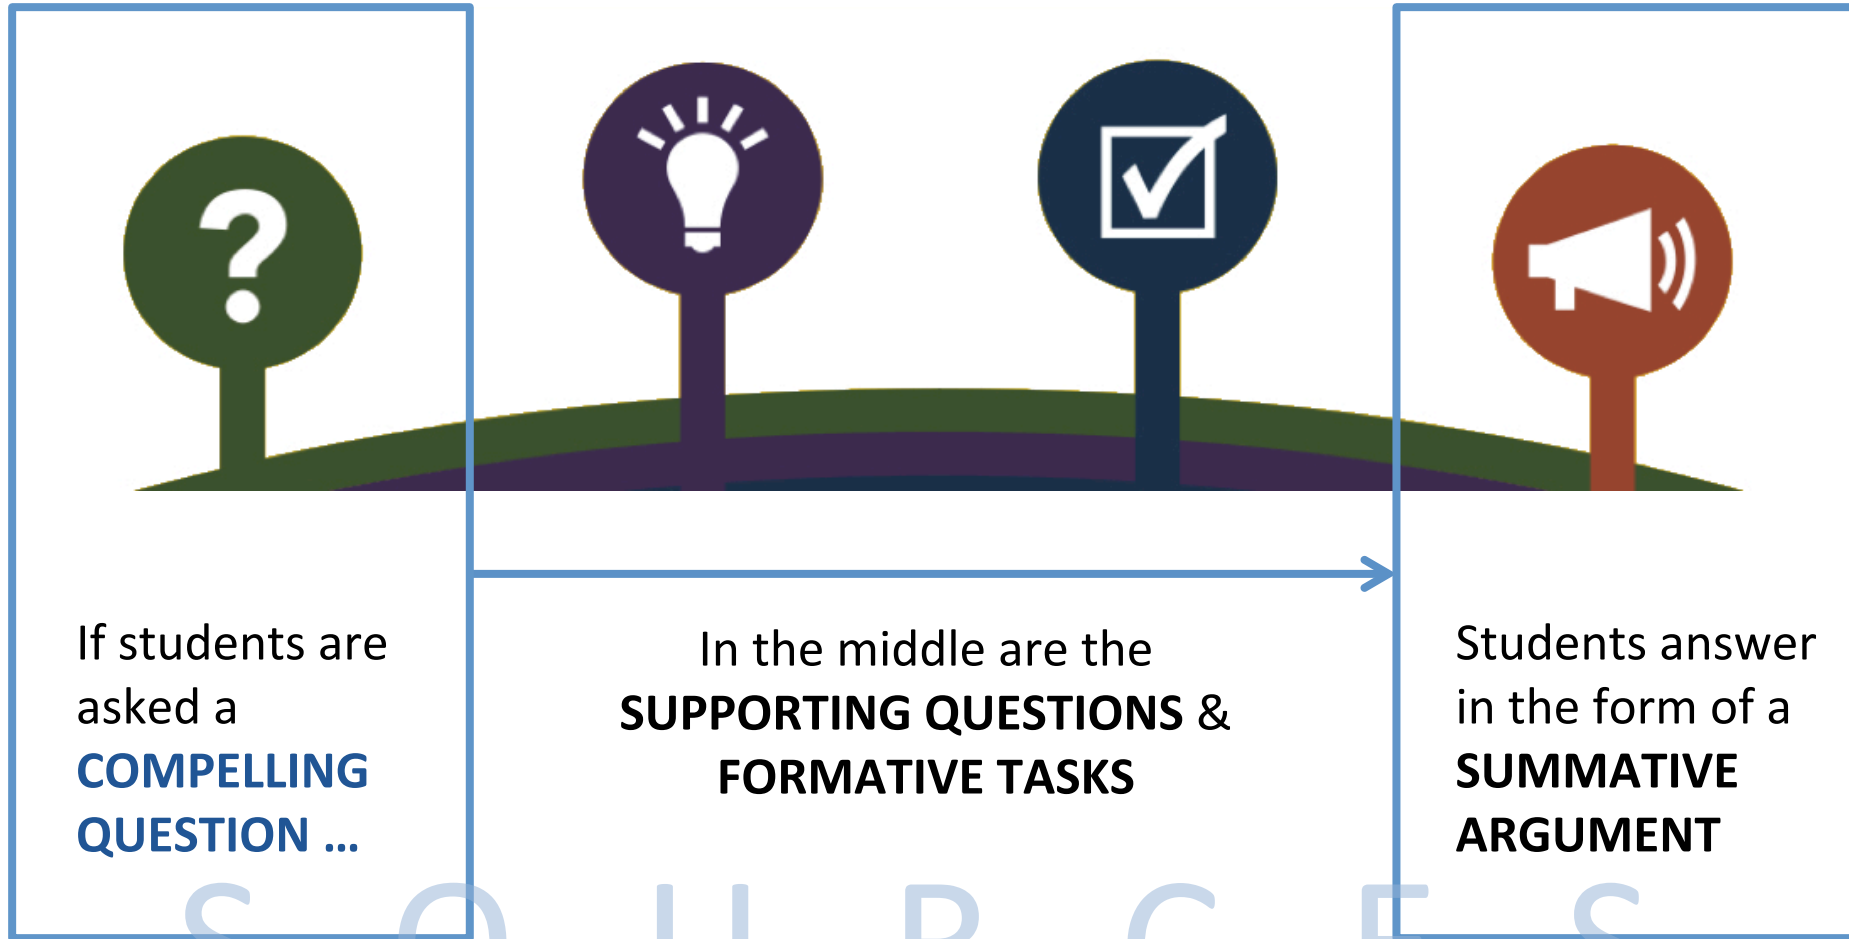 If students are
asked a
COMPELLING
QUESTION ...
In the middle are the
SUPPORTING QUESTIONS &
FORMATIVE TASKS
Students answer
in the form of a
SUMMATIVE
ARGUMENT
S O U R C E S